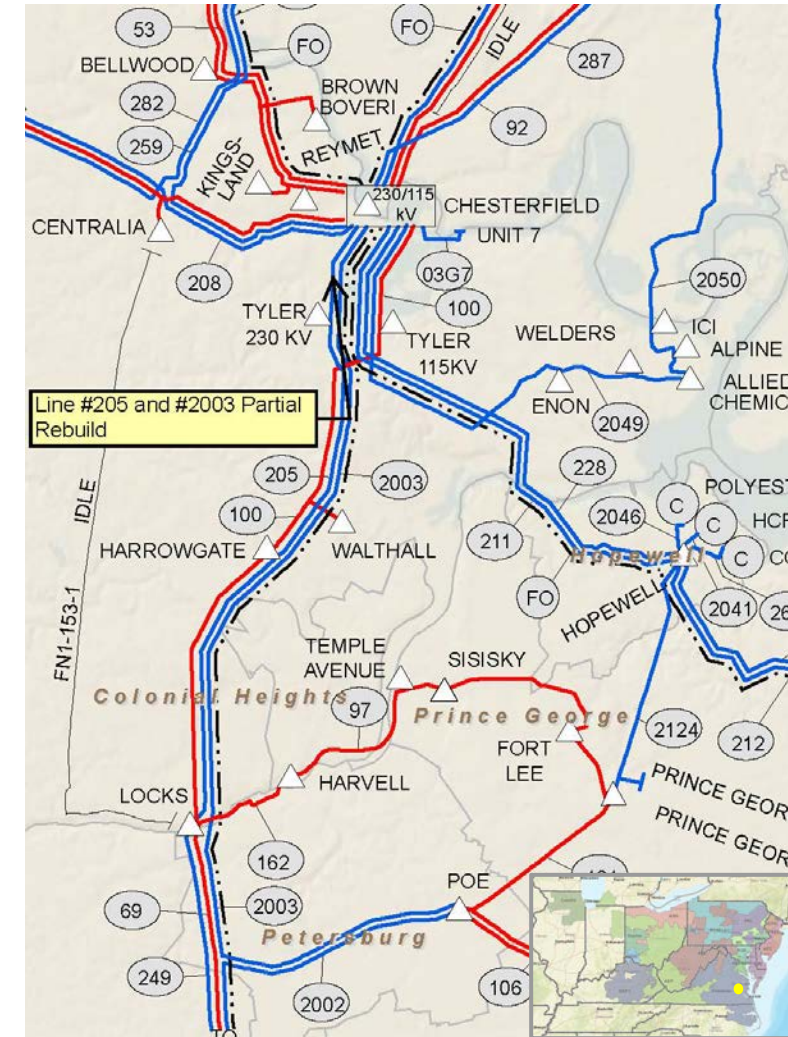 53
FO
FO
IDLE
287
BELLWOOD
BROWN
BOVERI
282
92
259
REYMET
KINGS-
LAND
230/115
kV
CHESTERFIELD
UNIT 7
CENTRALIA
208
03G7
2050
TYLER
230 KV
100
TYLER
115KV
WELDERS
ICI
ALPINE
ALLIED
CHEMIC
Line #205 and #2003 Partial
Rebuild
ENON
2049
IDLE
205
2003
228
POLYEST
C
100
2046
C
HCF
HARROWGATE
WALTHALL
211
Hopewell
C
CO
FO
HOPEWELL
2041
26
FN1-153-1
TEMPLE
AVENUE
SISISKY
Colonial Heights
97
Prince George
2124
212
FORT
LEE
LOCKS
HARVELL
PRINCE GEOR
PRINCE GEOR
162
POE
69
2003
Petersburg
249
2002
106
TO